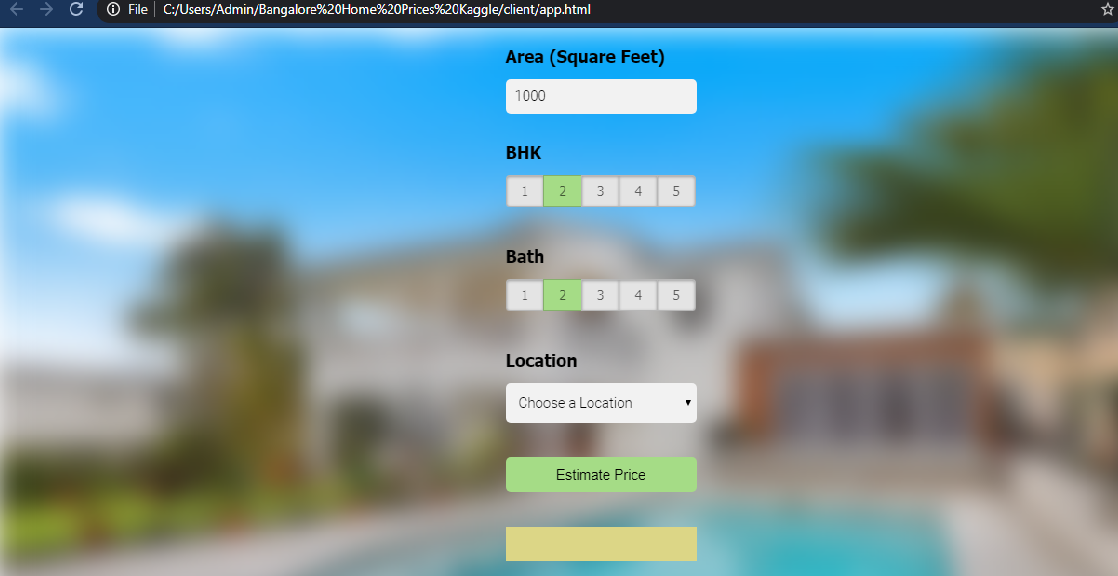 File C:/Users/Admin/Bangalore%20Home%20Prices%20Kaggle/client/app.html
Area (Square Feet)
1000
BHK
1 2 3 4 5
Bath
1 2 3 4 5
Location
Choose a Location
Estimate Price